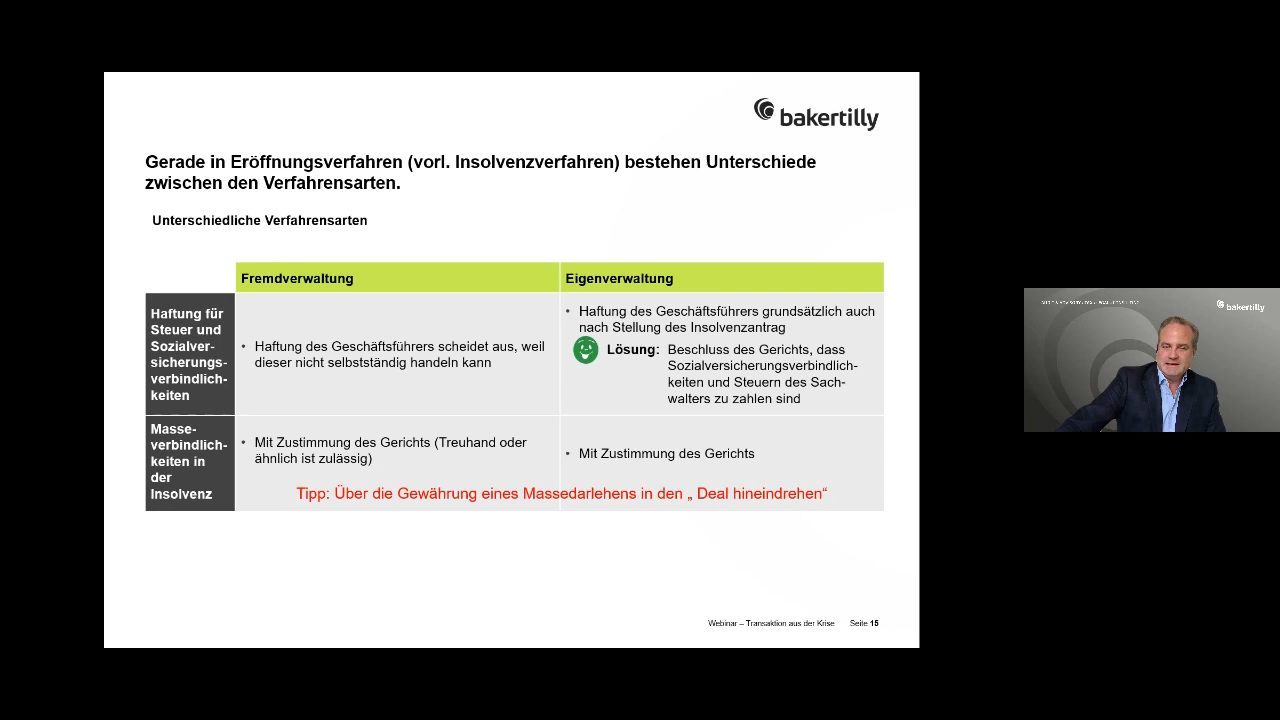 bakertilly
Gerade in Eröffnungsverfahren (vorl. Insolvenzverfahren) bestehen Unterschiede
zwischen den Verfahrensarten.
Unterschiedliche Verfahrensarten
Fremdverwaltung
Eigenverwaltung
Haftung für
Steuer und
Sozialver-
sicherungs-
verbindlich-
keiten
• Haftung des Geschäftsführers scheidet aus, weil
dieser nicht selbstständig handeln kann
• Haftung des Geschäftsführers grundsätzlich auch
nach Stellung des Insolvenzantrag
Lösung: Beschluss des Gerichts, dass
Sozialversicherungsverbindlich-
keiten und Steuern des Sach-
walters zu zahlen sind
Masse-
verbindlich-
keiten in
der
Insolvenz
• Mit Zustimmung des Gerichts (Treuhand oder
ähnlich ist zulässig)
• Mit Zustimmung des Gerichts
Tipp: Über die Gewährung eines Massedarlehens in den „ Deal hineindrehen“
Webinar – Transaktion aus der Krise Seite 15
bakertilly